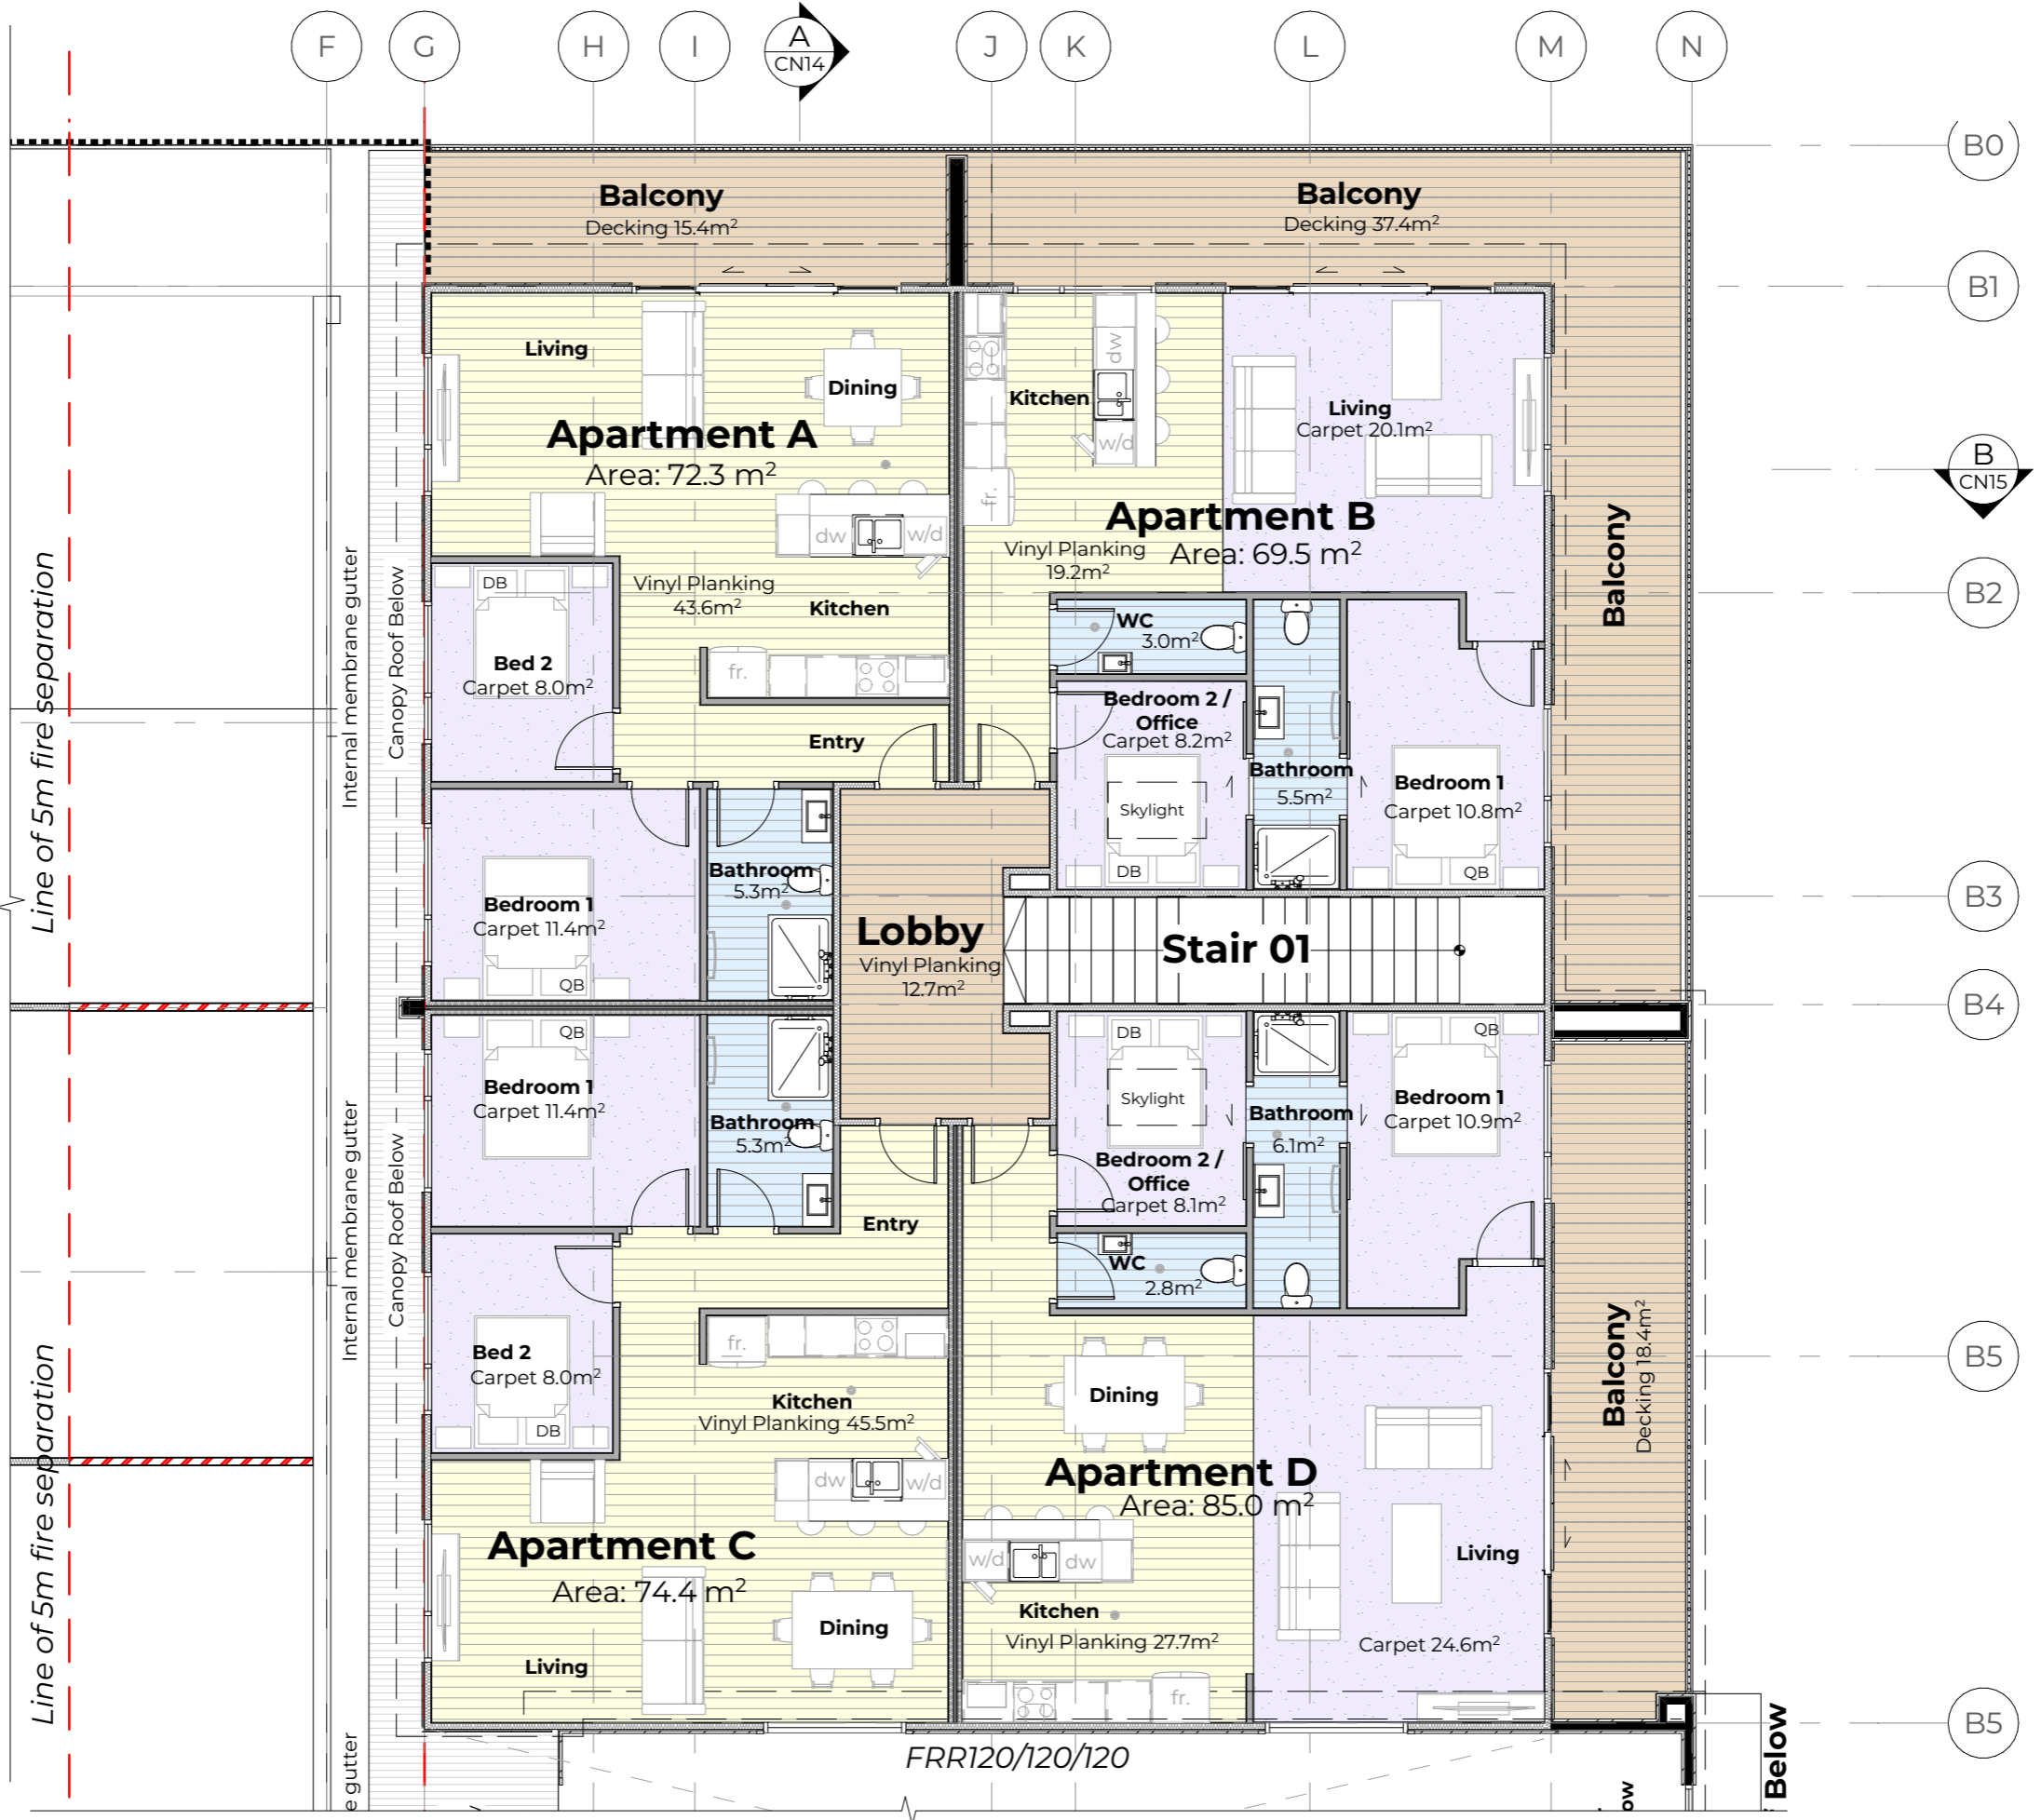 F
G
H
I
A
CN14
J
K
L
M
N
B0
B1
B
CN15
B2
B3
B4
B5
B5
Balcony
Decking 15.4m²
Balcony
Decking 37.4m²
Living
Dining
Apartment A
Area: 72.3 m²
dw
w/d
Vinyl Planking
43.6m²
Kitchen
fr.
DB
Bed 2
Carpet 8.0m²
Entry
Bedroom 1
Carpet 11.4m²
QB
Bathroom
5.3m²
Kitchen
dw
w/d
fr.
Living
Carpet 20.1m²
Apartment B
Area: 69.5 m²
Vinyl Planking
19.2m²
WC
3.0m²
Bedroom 2 /
Office
Carpet 8.2m²
Skylight
DB
Bathroom
5.5m²
Bedroom 1
Carpet 10.8m²
QB
Balcony
Lobby
Vinyl Planking
12.7m²
Stair 01
QB
Bedroom 1
Carpet 11.4m²
Bathroom
5.3m²
Entry
Bed 2
Carpet 8.0m²
DB
fr.
Kitchen
Vinyl Planking 45.5m²
dw
w/d
Apartment C
Area: 74.4 m²
Dining
Living
DB
Skylight
Bedroom 2 /
Office
Carpet 8.1m²
Bathroom
6.1m²
QB
Bedroom 1
Carpet 10.9m²
WC
2.8m²
Dining
Apartment D
Area: 85.0 m²
w/d
dw
Living
Kitchen
Vinyl Planking 27.7m²
Carpet 24.6m²
fr.
Balcony
Decking 18.4m²
FRR120/120/120
Line of 5m fire separation
Line of 5m fire separation
Internal membrane gutter
Canopy Roof Below
Internal membrane gutter
Canopy Roof Below
gutter
Below